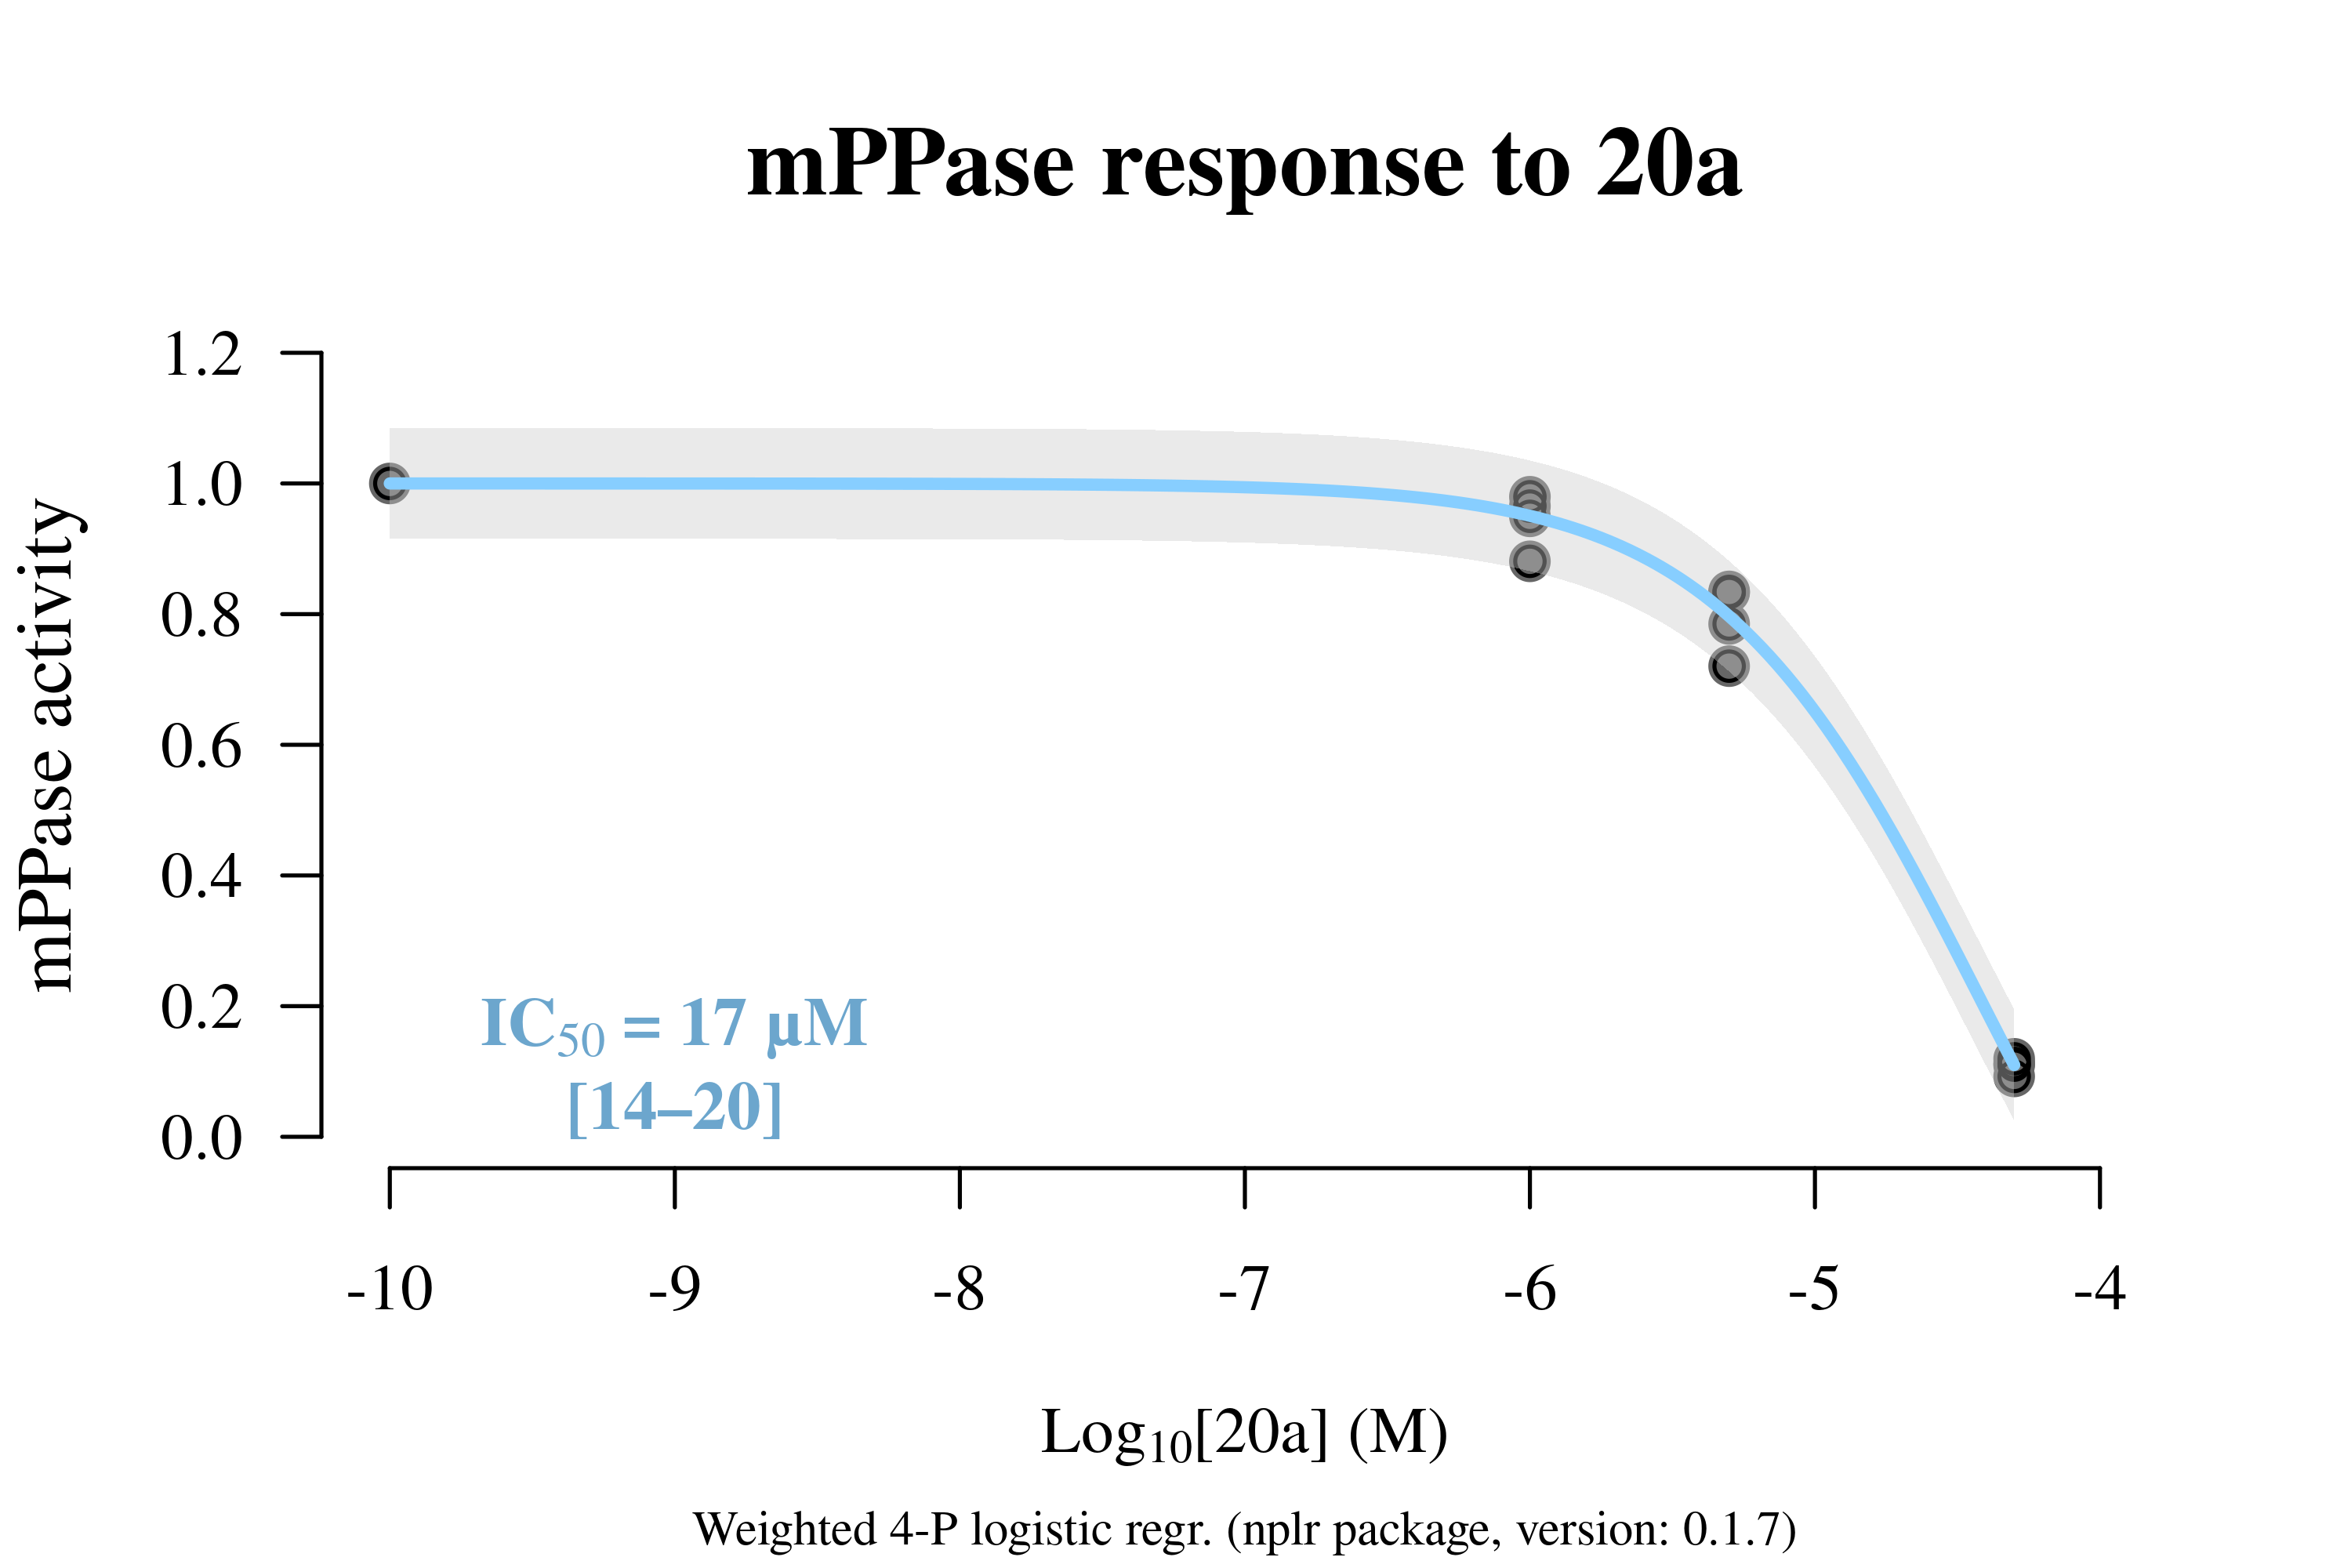 mPPase response to 20a
mPPase activity
1.2
1.0
0.8
0.6
0.4
0.2
0.0
IC50 = 17 µM
[14–20]
-10 -9 -8 -7 -6 -5 -4
Log10[20a] (M)
Weighted 4-P logistic regr. (nplr package, version: 0.1.7)